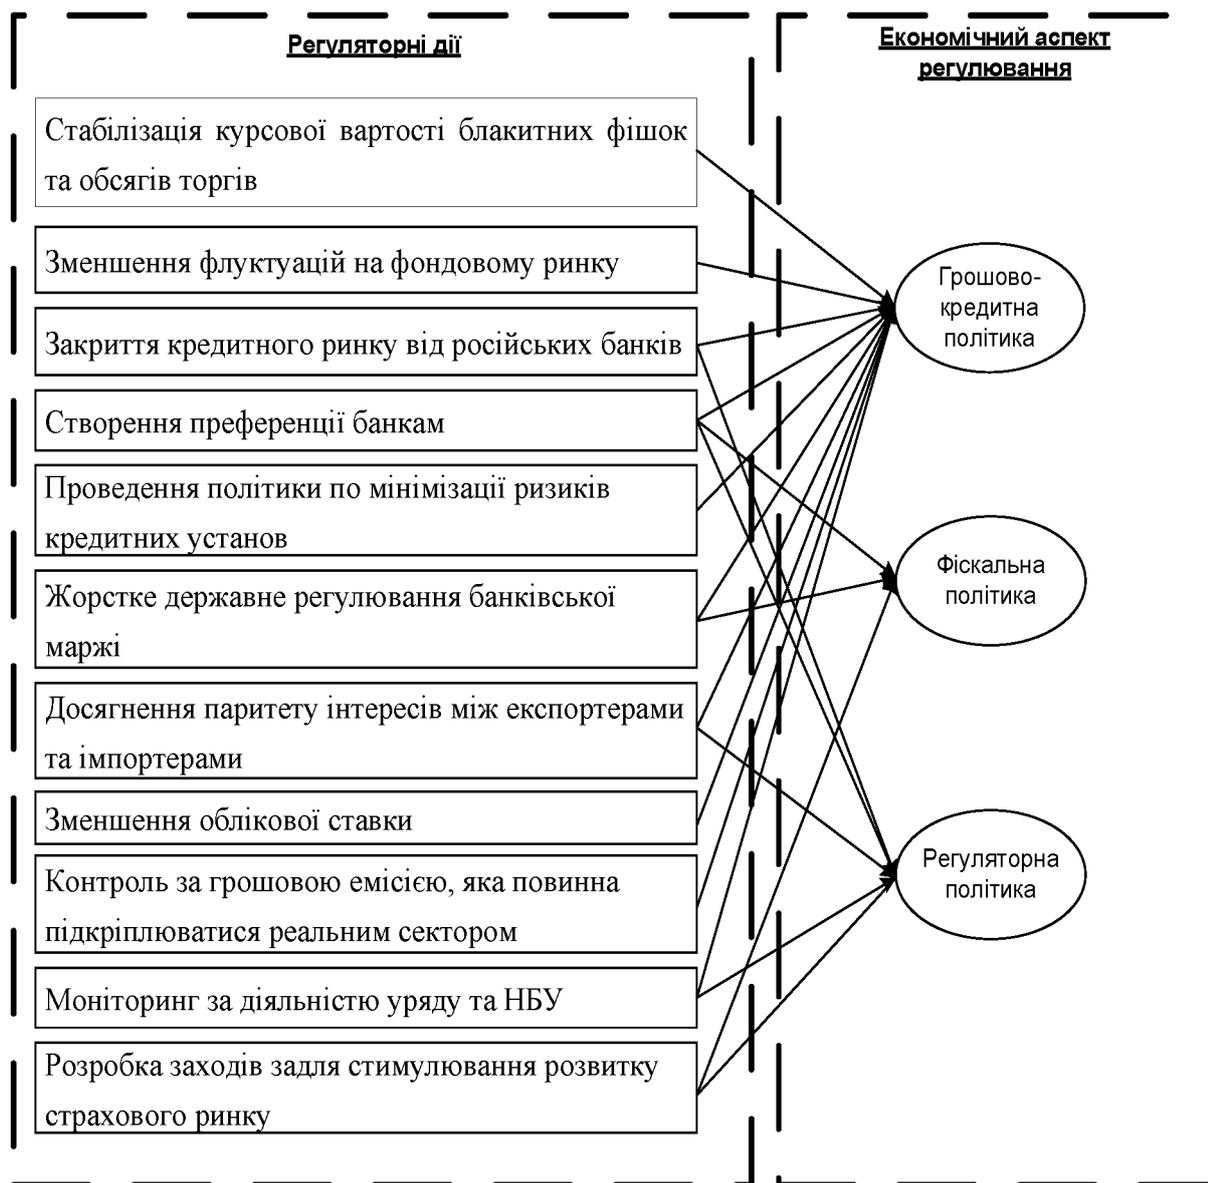 Регуляторні дії
Економічний аспект
регулювання
Стабілізація курсової вартості блакитних фішок
та обсягів торгів
Зменшення флуктуацій на фондовому ринку
Закриття кредитного ринку від російських банків
Створення преференції банкам
Проведення політики по мінімізації ризиків
кредитних установ
Жорстке державне регулювання банківської
маржі
Досягнення паритету інтересів між експортерами
та імпортерами
Зменшення облікової ставки
Контроль за грошовою емісією, яка повинна
підкріплюватися реальним сектором
Моніторинг за діяльністю уряду та НБУ
Розробка заходів задля стимулювання розвитку
страхового ринку
Грошово-
кредитна
політика
Фіскальна
політика
Регуляторна
політика